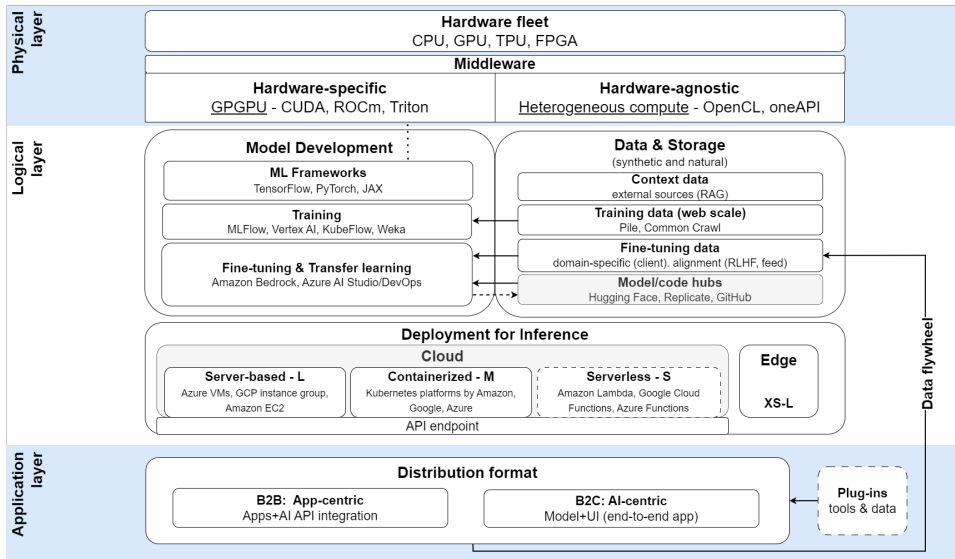 Physical layer
Hardware fleet
CPU, GPU, TPU, FPGA
Middleware
Hardware-specific
GPGPU - CUDA, ROCm, Triton
Hardware-agnostic
Heterogeneous compute - OpenCL, oneAPI
Logical layer
Model Development
ML Frameworks
TensorFlow, PyTorch, JAX
Training
MLFlow, Vertex AI, KubeFlow, Weka
Fine-tuning & Transfer learning
Amazon Bedrock, Azure AI Studio/DevOps
Data & Storage
(synthetic and natural)
Context data
external sources (RAG)
Training data (web scale)
Pile, Common Crawl
Fine-tuning data
domain-specific (client). alignment (RLHF, feed)
Model/code hubs
Hugging Face, Replicate, GitHub
Deployment for Inference
Cloud
Server-based - L
Azure VMs, GCP instance group,
Amazon EC2
Containerized - M
Kubernetes platforms by Amazon,
Google, Azure
Serverless - S
Amazon Lambda, Google Cloud
Functions, Azure Functions
API endpoint
Edge
XS-L
Data flywheel
Application layer
Distribution format
B2B: App-centric
Apps+AI API integration
B2C: AI-centric
Model+UI (end-to-end app)
Plug-ins
tools & data